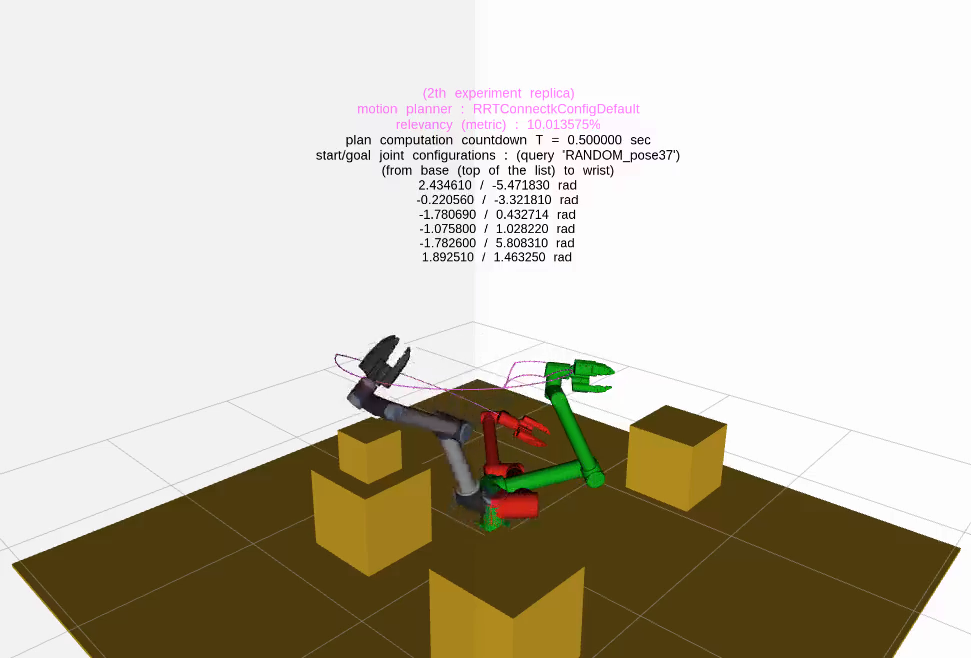 (2th experiment replica)
motion planner : RRTConnectkConfigDefault
relevancy (metric) : 10.013575%
plan computation countdown T = 0.500000 sec
start/goal joint configurations : (query 'RANDOM_pose37')
(from base (top of the list) to wrist)
2.434610 / -5.471830 rad
-0.220560 / -3.321810 rad
-1.780690 / 0.432714 rad
-1.075800 / 1.028220 rad
-1.782600 / 5.808310 rad
1.892510 / 1.463250 rad